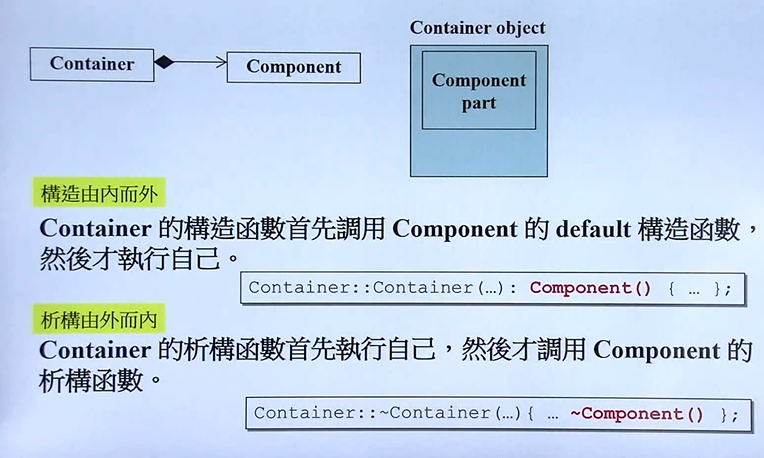 Container object
Container
Component
Component
part
構造由內而外
Container 的構造函數首先調用 Component 的 default 構造函數，
然後才執行自己。
Container::Container(…): Component() { … };
析構由外而內
Container 的析構函數首先執行自己，然後才調用 Component 的
析構函數。
Container::~Container(…){ … ~Component() };